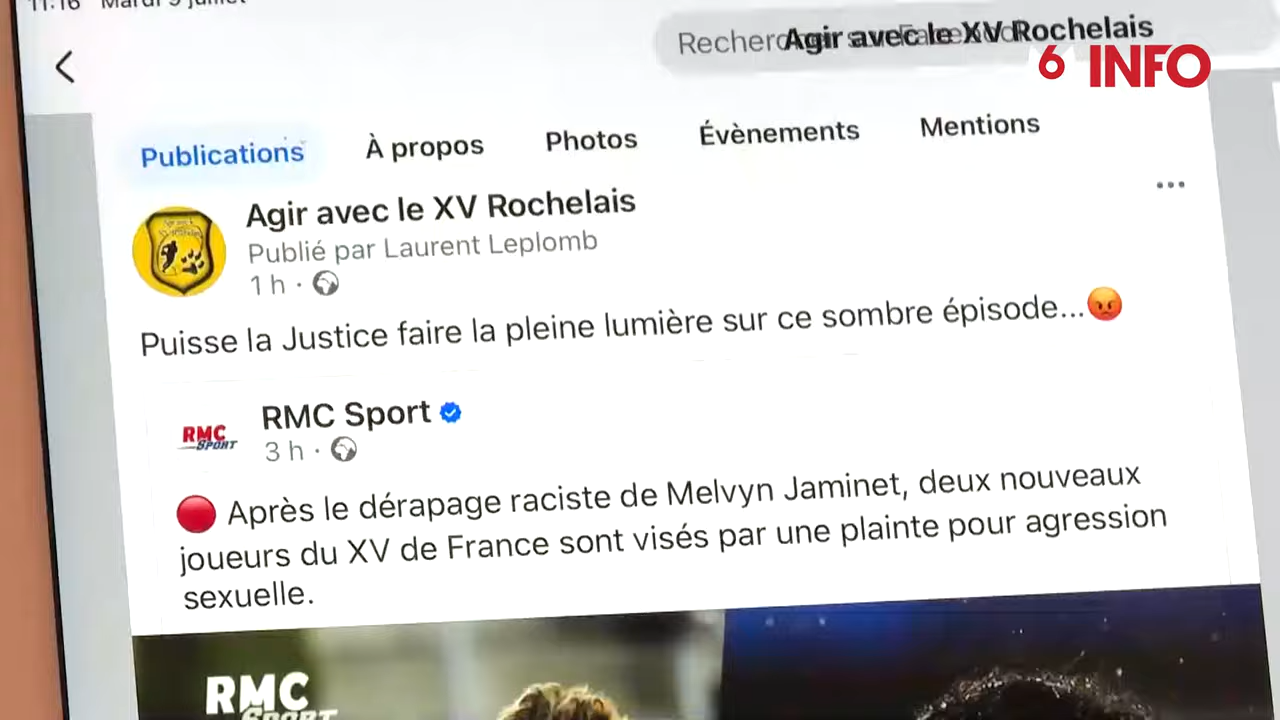 11:16 Mardi 9 juillet
Agir avec le XV Rochelais
6 INFO
Publications À propos Photos Évènements Mentions
Agir avec le XV Rochelais
Publié par Laurent Leplomb
1 h ·
Puisse la Justice faire la pleine lumière sur ce sombre épisode...
RMC Sport
RMC SPORT
3 h ·
Après le dérapage raciste de Melvyn Jaminet, deux nouveaux
joueurs du XV de France sont visés par une plainte pour agression
sexuelle.
RMC
SPORT